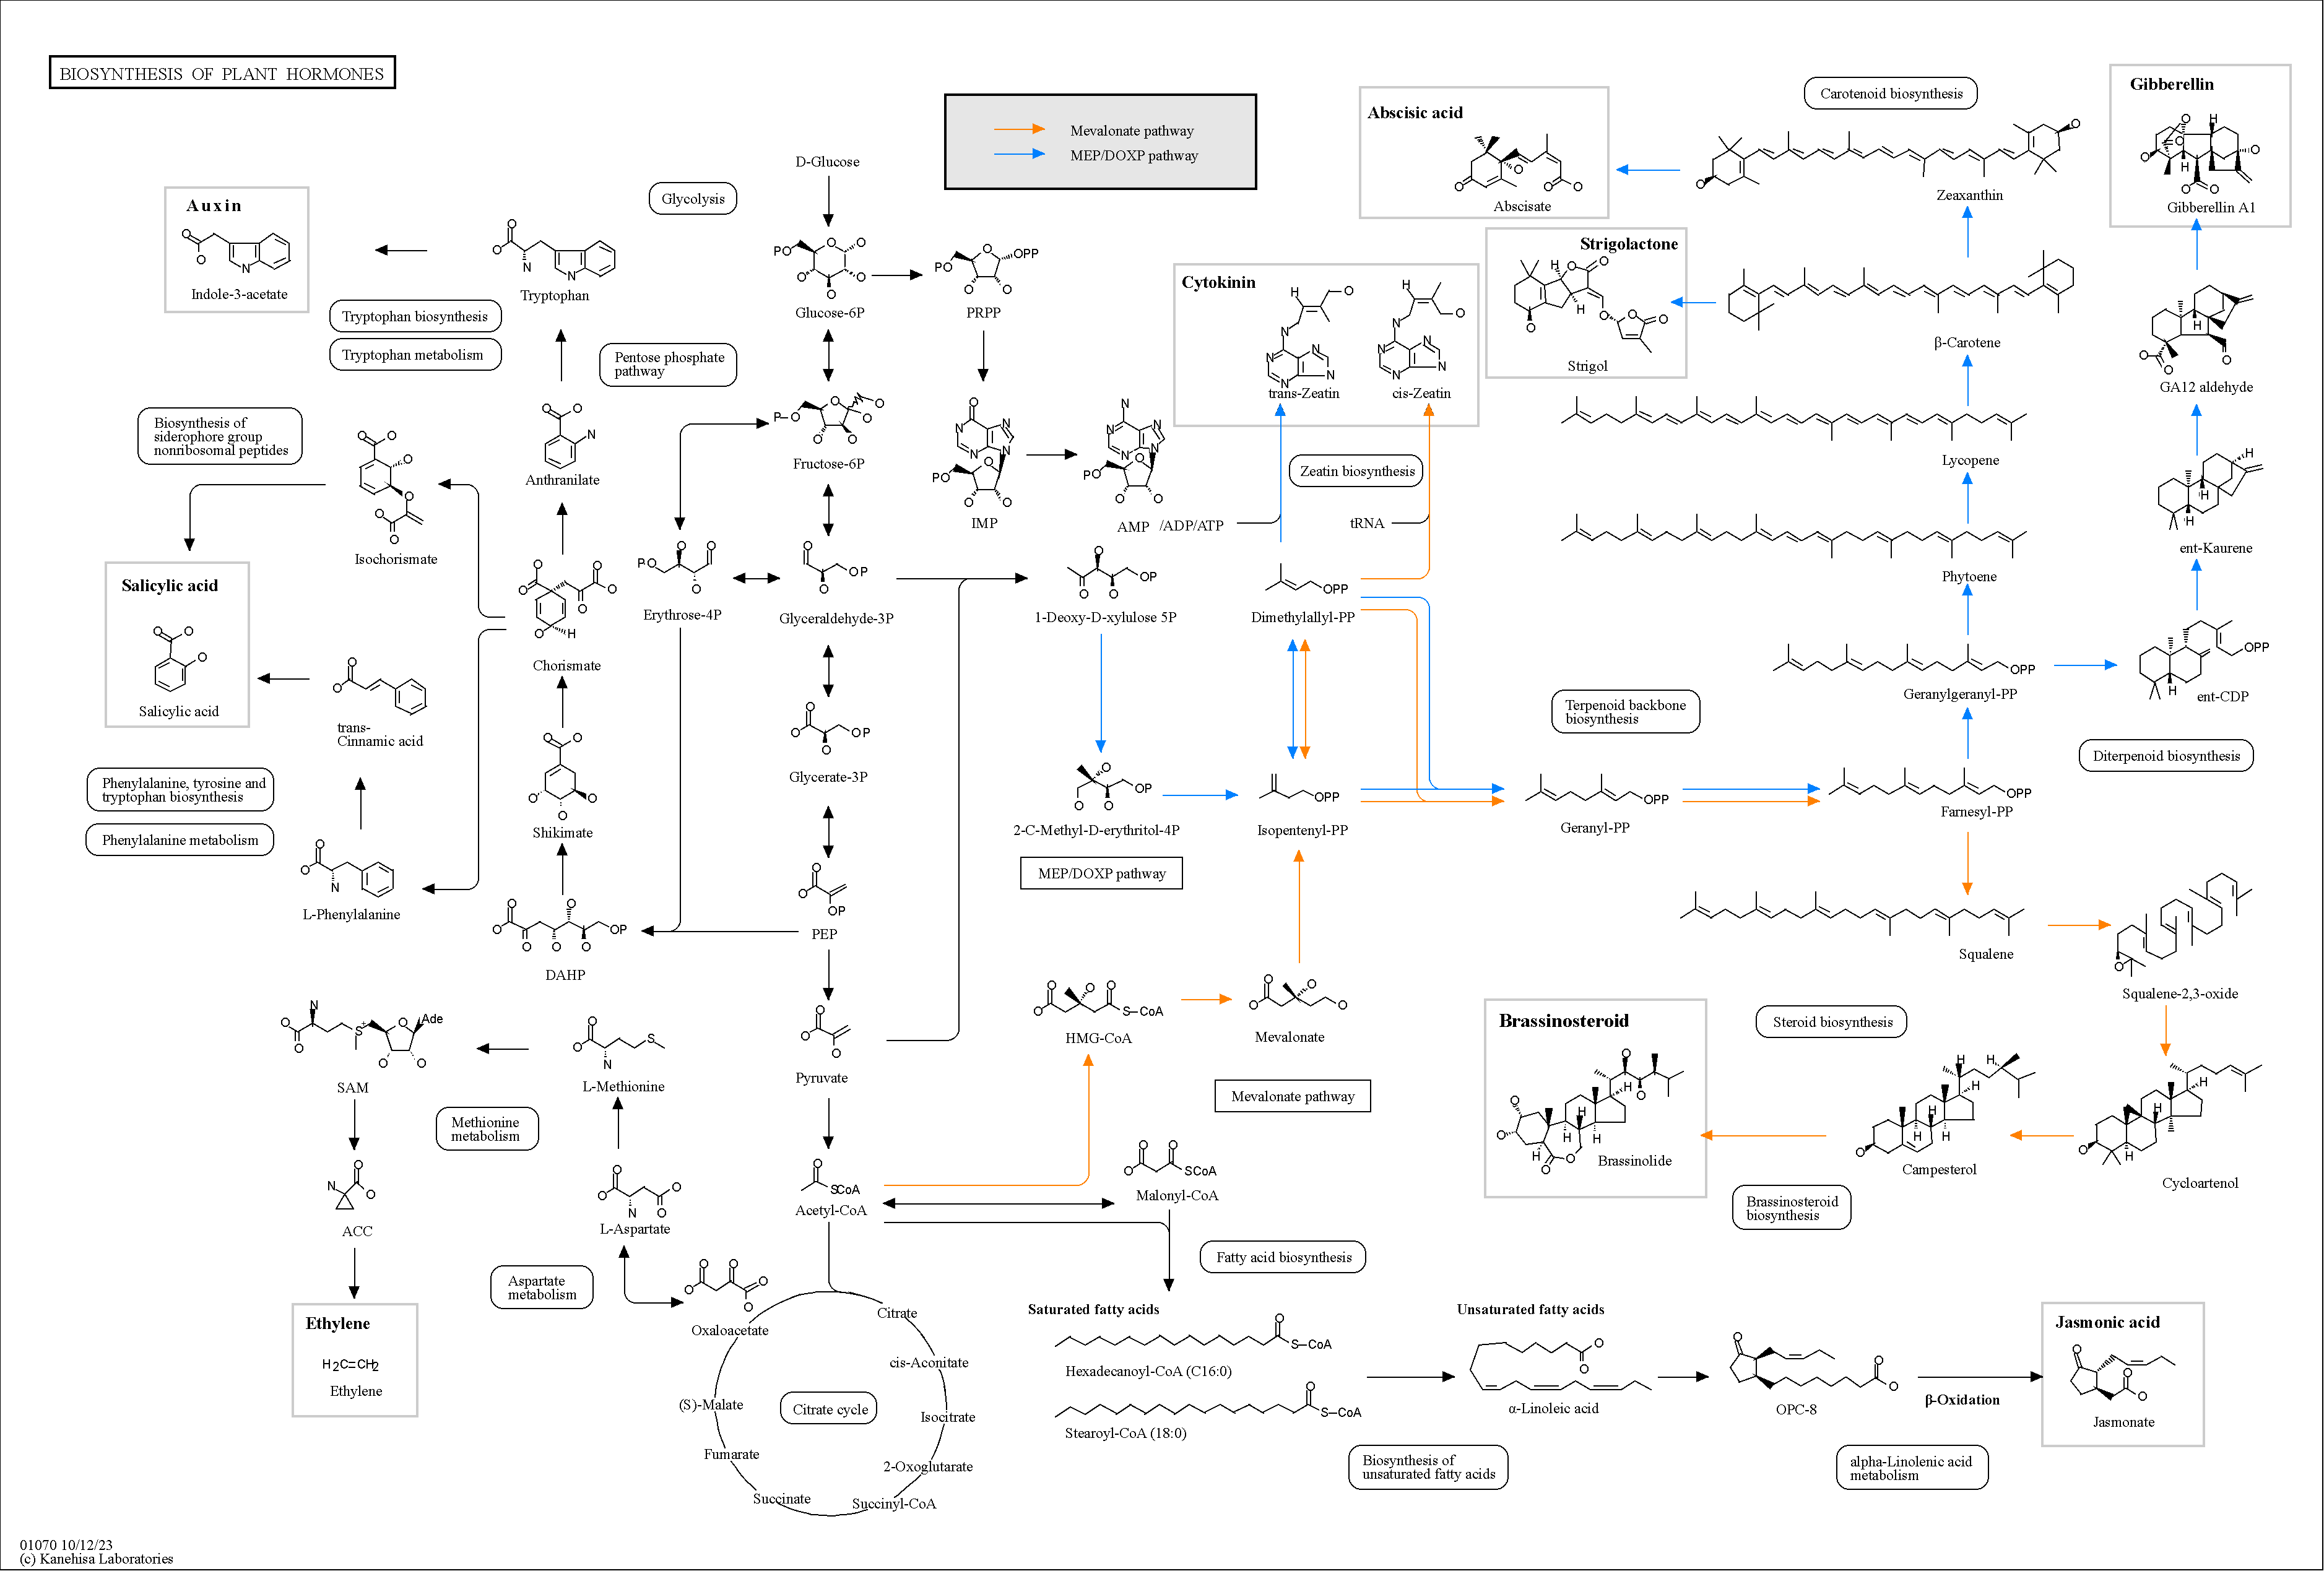 BIOSYNTHESIS OF PLANT HORMONES
Mevalonate pathway
MEP/DOXP pathway
Abscisic acid
Abscisate
Carotenoid biosynthesis
Zeaxanthin
Gibberellin
Gibberellin A1
D-Glucose
Glycolysis
Auxin
Indole-3-acetate
Tryptophan
Tryptophan biosynthesis
Tryptophan metabolism
Glucose-6P
PRPP
Pentose phosphate
pathway
Cytokinin
trans-Zeatin
cis-Zeatin
Strigolactone
Strigol
β-Carotene
GA12 aldehyde
Biosynthesis of
siderophore group
nonribosomal peptides
Isochorismate
Anthranilate
Fructose-6P
IMP
AMP /ADP/ATP
Zeatin biosynthesis
tRNA
Lycopene
Phytoene
ent-Kaurene
Salicylic acid
Salicylic acid
trans-
Cinnamic acid
Chorismate
Erythrose-4P
Glyceraldehyde-3P
1-Deoxy-D-xylulose 5P
Dimethylallyl-PP
Geranylgeranyl-PP
ent-CDP
Terpenoid backbone
biosynthesis
Diterpenoid biosynthesis
Phenylalanine, tyrosine and
tryptophan biosynthesis
Phenylalanine metabolism
L-Phenylalanine
Shikimate
Glycerate-3P
2-C-Methyl-D-erythritol-4P
MEP/DOXP pathway
Isopentenyl-PP
Geranyl-PP
Farnesyl-PP
DAHP
PEP
Squalene
Squalene-2,3-oxide
SAM
L-Methionine
Pyruvate
HMG-CoA
Mevalonate
Mevalonate pathway
Brassinosteroid
Brassinolide
Steroid biosynthesis
Campesterol
Cycloartenol
Brassinosteroid
biosynthesis
Methionine
metabolism
ACC
L-Aspartate
Acetyl-CoA
Malonyl-CoA
Fatty acid biosynthesis
Aspartate
metabolism
Ethylene
H2C=CH2
Ethylene
Oxaloacetate
Citrate
cis-Aconitate
Isocitrate
2-Oxoglutarate
Succinyl-CoA
Succinate
Fumarate
(S)-Malate
Citrate cycle
Saturated fatty acids
Hexadecanoyl-CoA (C16:0)
Stearoyl-CoA (18:0)
Unsaturated fatty acids
α-Linoleic acid
Biosynthesis of
unsaturated fatty acids
OPC-8
β-Oxidation
alpha-Linolenic acid
metabolism
Jasmonic acid
Jasmonate
01070 10/12/23
(c) Kanehisa Laboratories